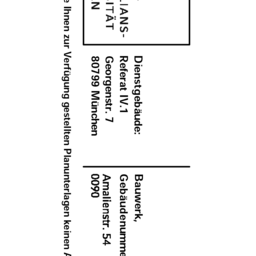 IANS-
ITÄT
N
Dienstgebäude:
Referat IV.1
Georgenstr. 7
80799 München
Bauwerk,
Gebäudenumme
Amalienstr. 54
0090
e Ihnen zur Verfügung gestellten Planunterlagen keinen A